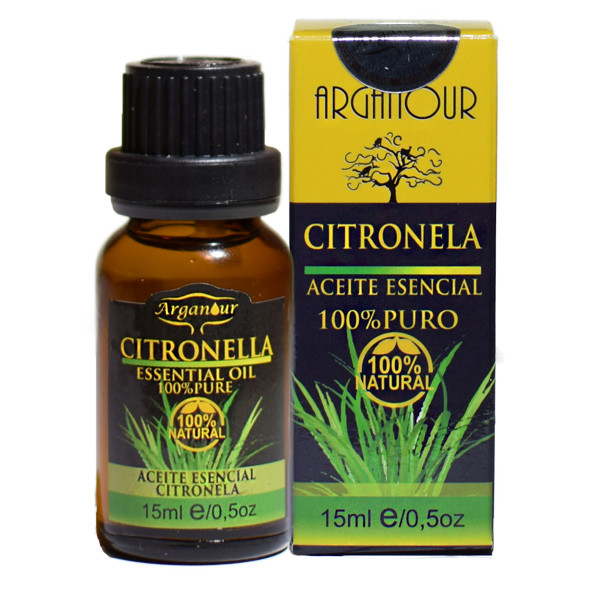 Arganour
CITRONELLA
ESSENTIAL OIL
100%PURE
100%
NATURAL
ACEITE ESENCIAL
CITRONELA
15ml e/0,5oz
ARGANOUR
CITRONELA
ACEITE ESENCIAL
100%PURO
100%
NATURAL
15ml e/0,5oz